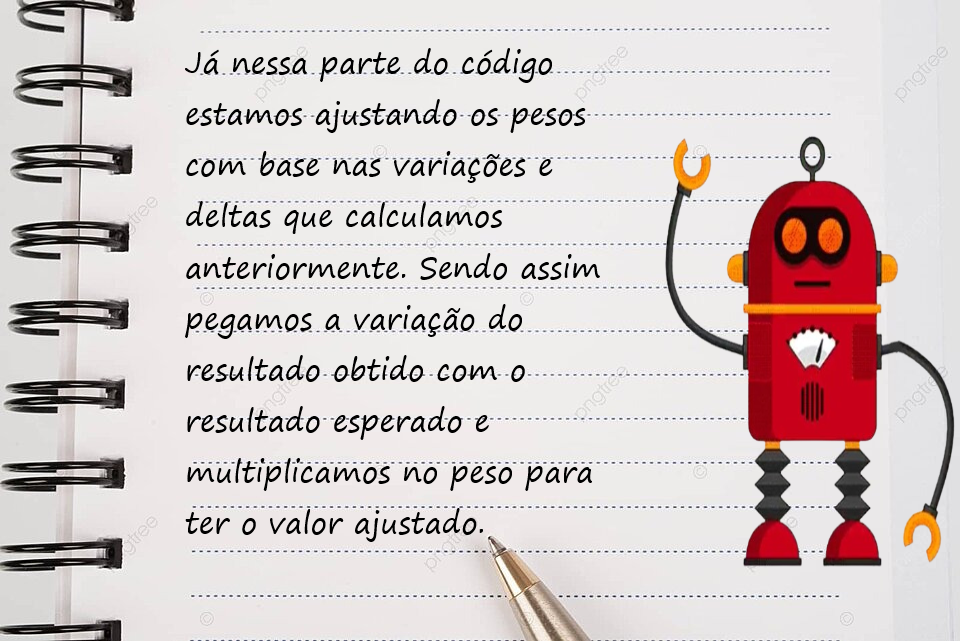 Já nessa parte do código
estamos ajustando os pesos
com base nas variações e
deltas que calculamos
anteriormente. Sendo assim
pegamos a variação do
resultado obtido com o
resultado esperado e
multiplicamos no peso para
ter o valor ajustado.
pngtree